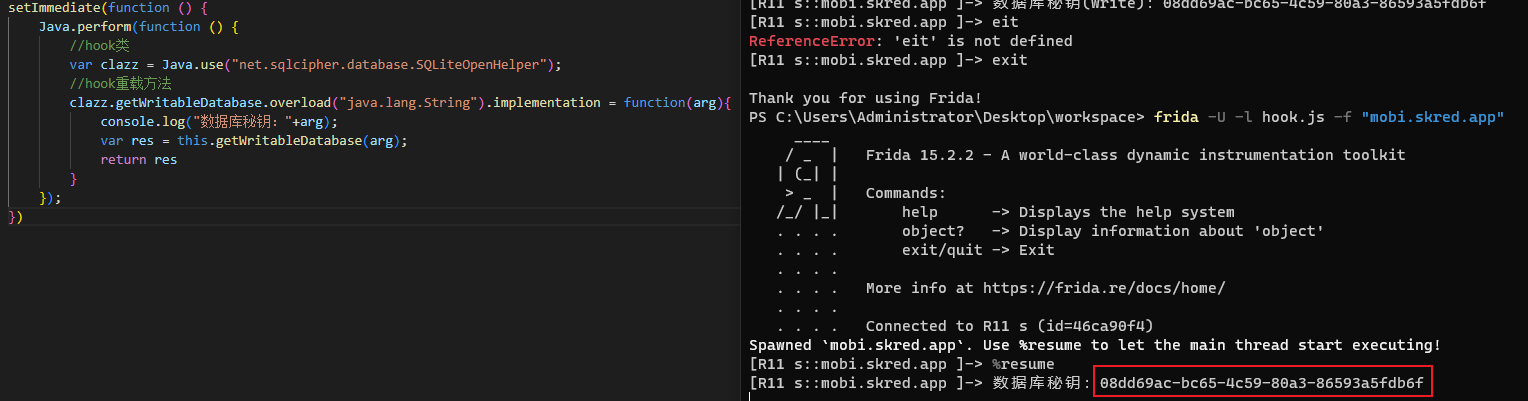 setImmediate(function () {
Java.perform(function () {
//hook类
var clazz = Java.use("net.sqlcipher.database.SQLiteOpenHelper");
//hook重载方法
clazz.getWritableDatabase.overload("java.lang.String").implementation = function(arg){
console.log("数据库秘钥："+arg);
var res = this.getWritableDatabase(arg);
return res
}
});
})
[R11 s::mobi.skred.app ]-> 数据库秘钥(Write): 08dd69ac-bc65-4c59-80a3-86593a5fdb6f
[R11 s::mobi.skred.app ]-> eit
ReferenceError: 'eit' is not defined
[R11 s::mobi.skred.app ]-> exit
Thank you for using Frida!
PS C:\Users\Administrator\Desktop\workspace> frida -U -l hook.js -f "mobi.skred.app"
____
/ _  |   Frida 15.2.2 - A world-class dynamic instrumentation toolkit
| (_| |
> _  |   Commands:
/_/ |_|       help      -> Displays the help system
. . . .       object?   -> Display information about 'object'
. . . .       exit/quit -> Exit
. . . .
. . . .   More info at https://frida.re/docs/home/
. . . .
. . . .   Connected to R11 s (id=46ca90f4)
Spawned `mobi.skred.app`. Use %resume to let the main thread start executing!
[R11 s::mobi.skred.app ]-> %resume
[R11 s::mobi.skred.app ]-> 数据库秘钥：08dd69ac-bc65-4c59-80a3-86593a5fdb6f